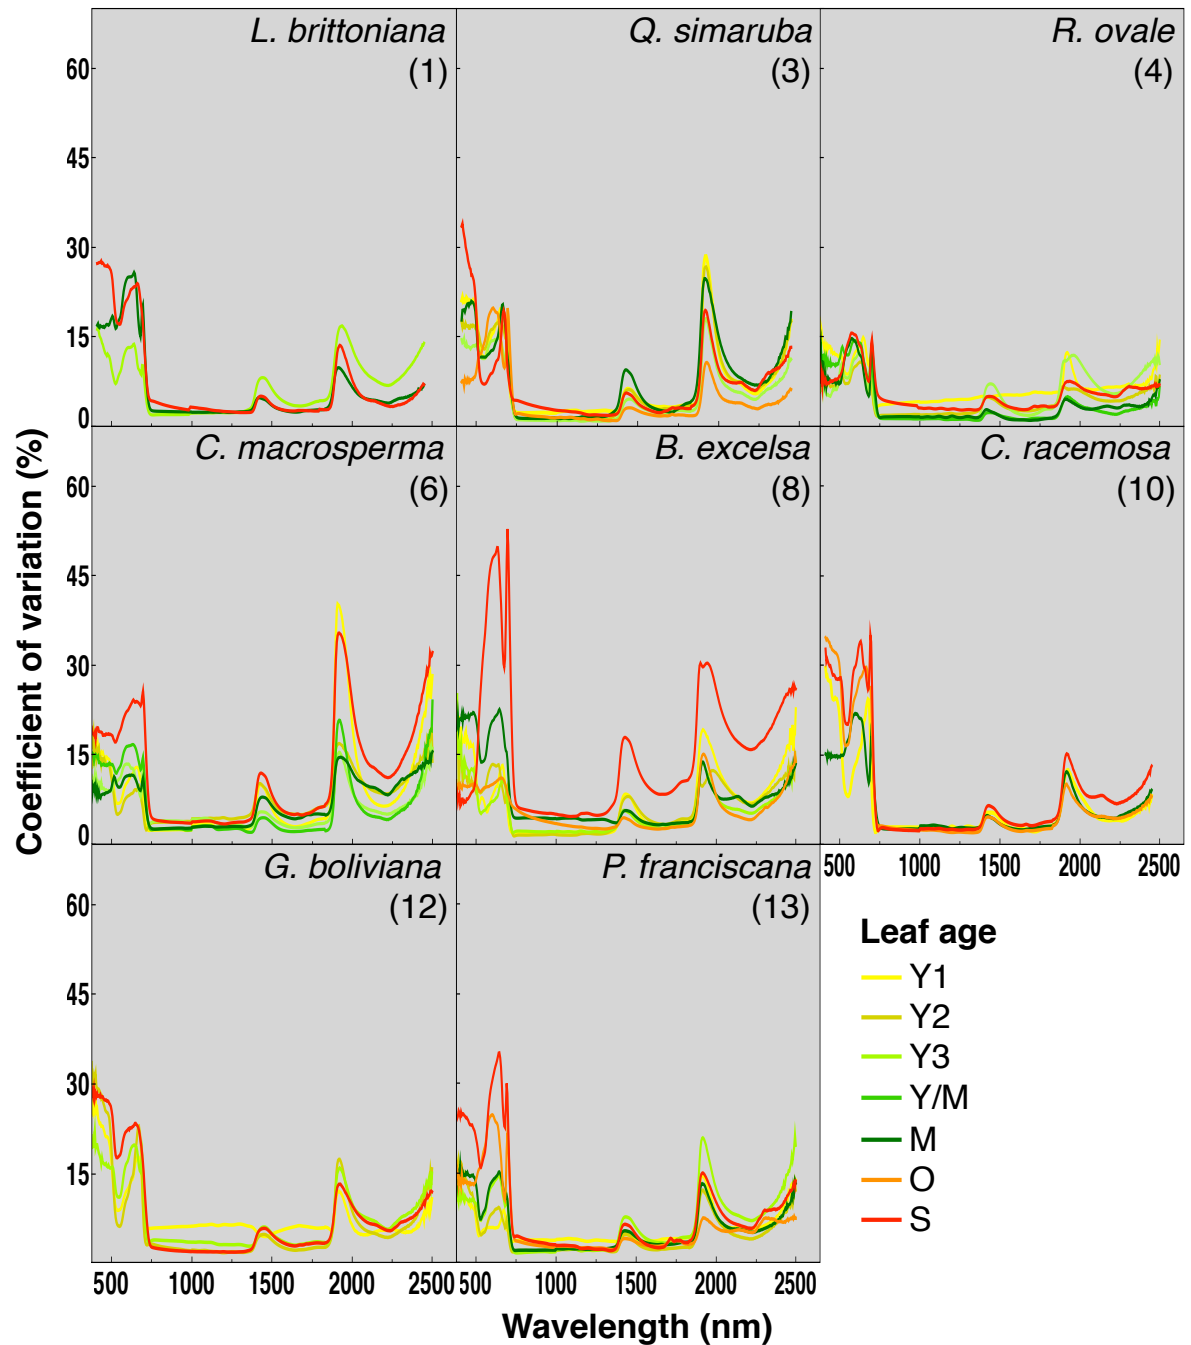 L. brittoniana
(1)
Q. simaruba
(3)
R. ovale
(4)
60
45
30
15
0
C. macrosperma
(6)
B. excelsa
(8)
C. racemosa
(10)
60
45
30
15
0
500 1000 1500 2000 2500
G. boliviana
(12)
P. franciscana
(13)
60
45
30
15
500 1000 1500 2000 2500
500 1000 1500 2000 2500
Coefficient of variation (%)
Wavelength (nm)
Leaf age
Y1
Y2
Y3
Y/M
M
O
S